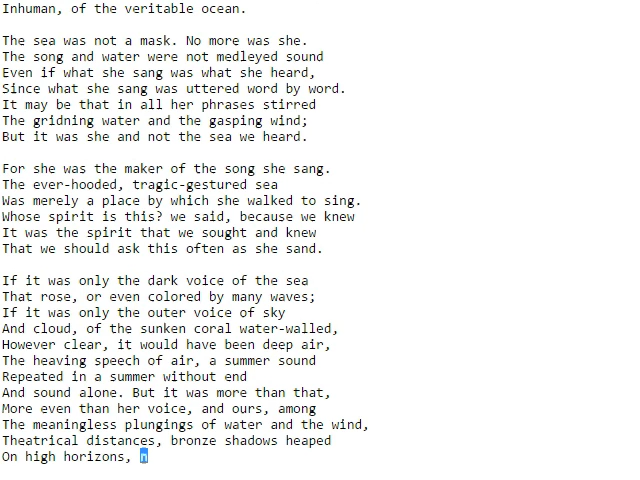 Inhuman, of the veritable ocean.

The sea was not a mask. No more was she.
The song and water were not medleyed sound
Even if what she sang was what she heard,
Since what she sang was uttered word by word.
It may be that in all her phrases stirred
The gridning water and the gasping wind;
But it was she and not the sea we heard.

For she was the maker of the song she sang.
The ever-hooded, tragic-gestured sea
Was merely a place by which she walked to sing.
Whose spirit is this? we said, because we knew
It was the spirit that we sought and knew
That we should ask this often as she sand.

If it was only the dark voice of the sea
That rose, or even colored by many waves;
If it was only the outer voice of sky
And cloud, of the sunken coral water-walled,
However clear, it would have been deep air,
The heaving speech of air, a summer sound
Repeated in a summer without end
And sound alone. But it was more than that,
More even than her voice, and ours, among
The meaningless plungings of water and the wind,
Theatrical distances, bronze shadows heaped
On high horizons, n